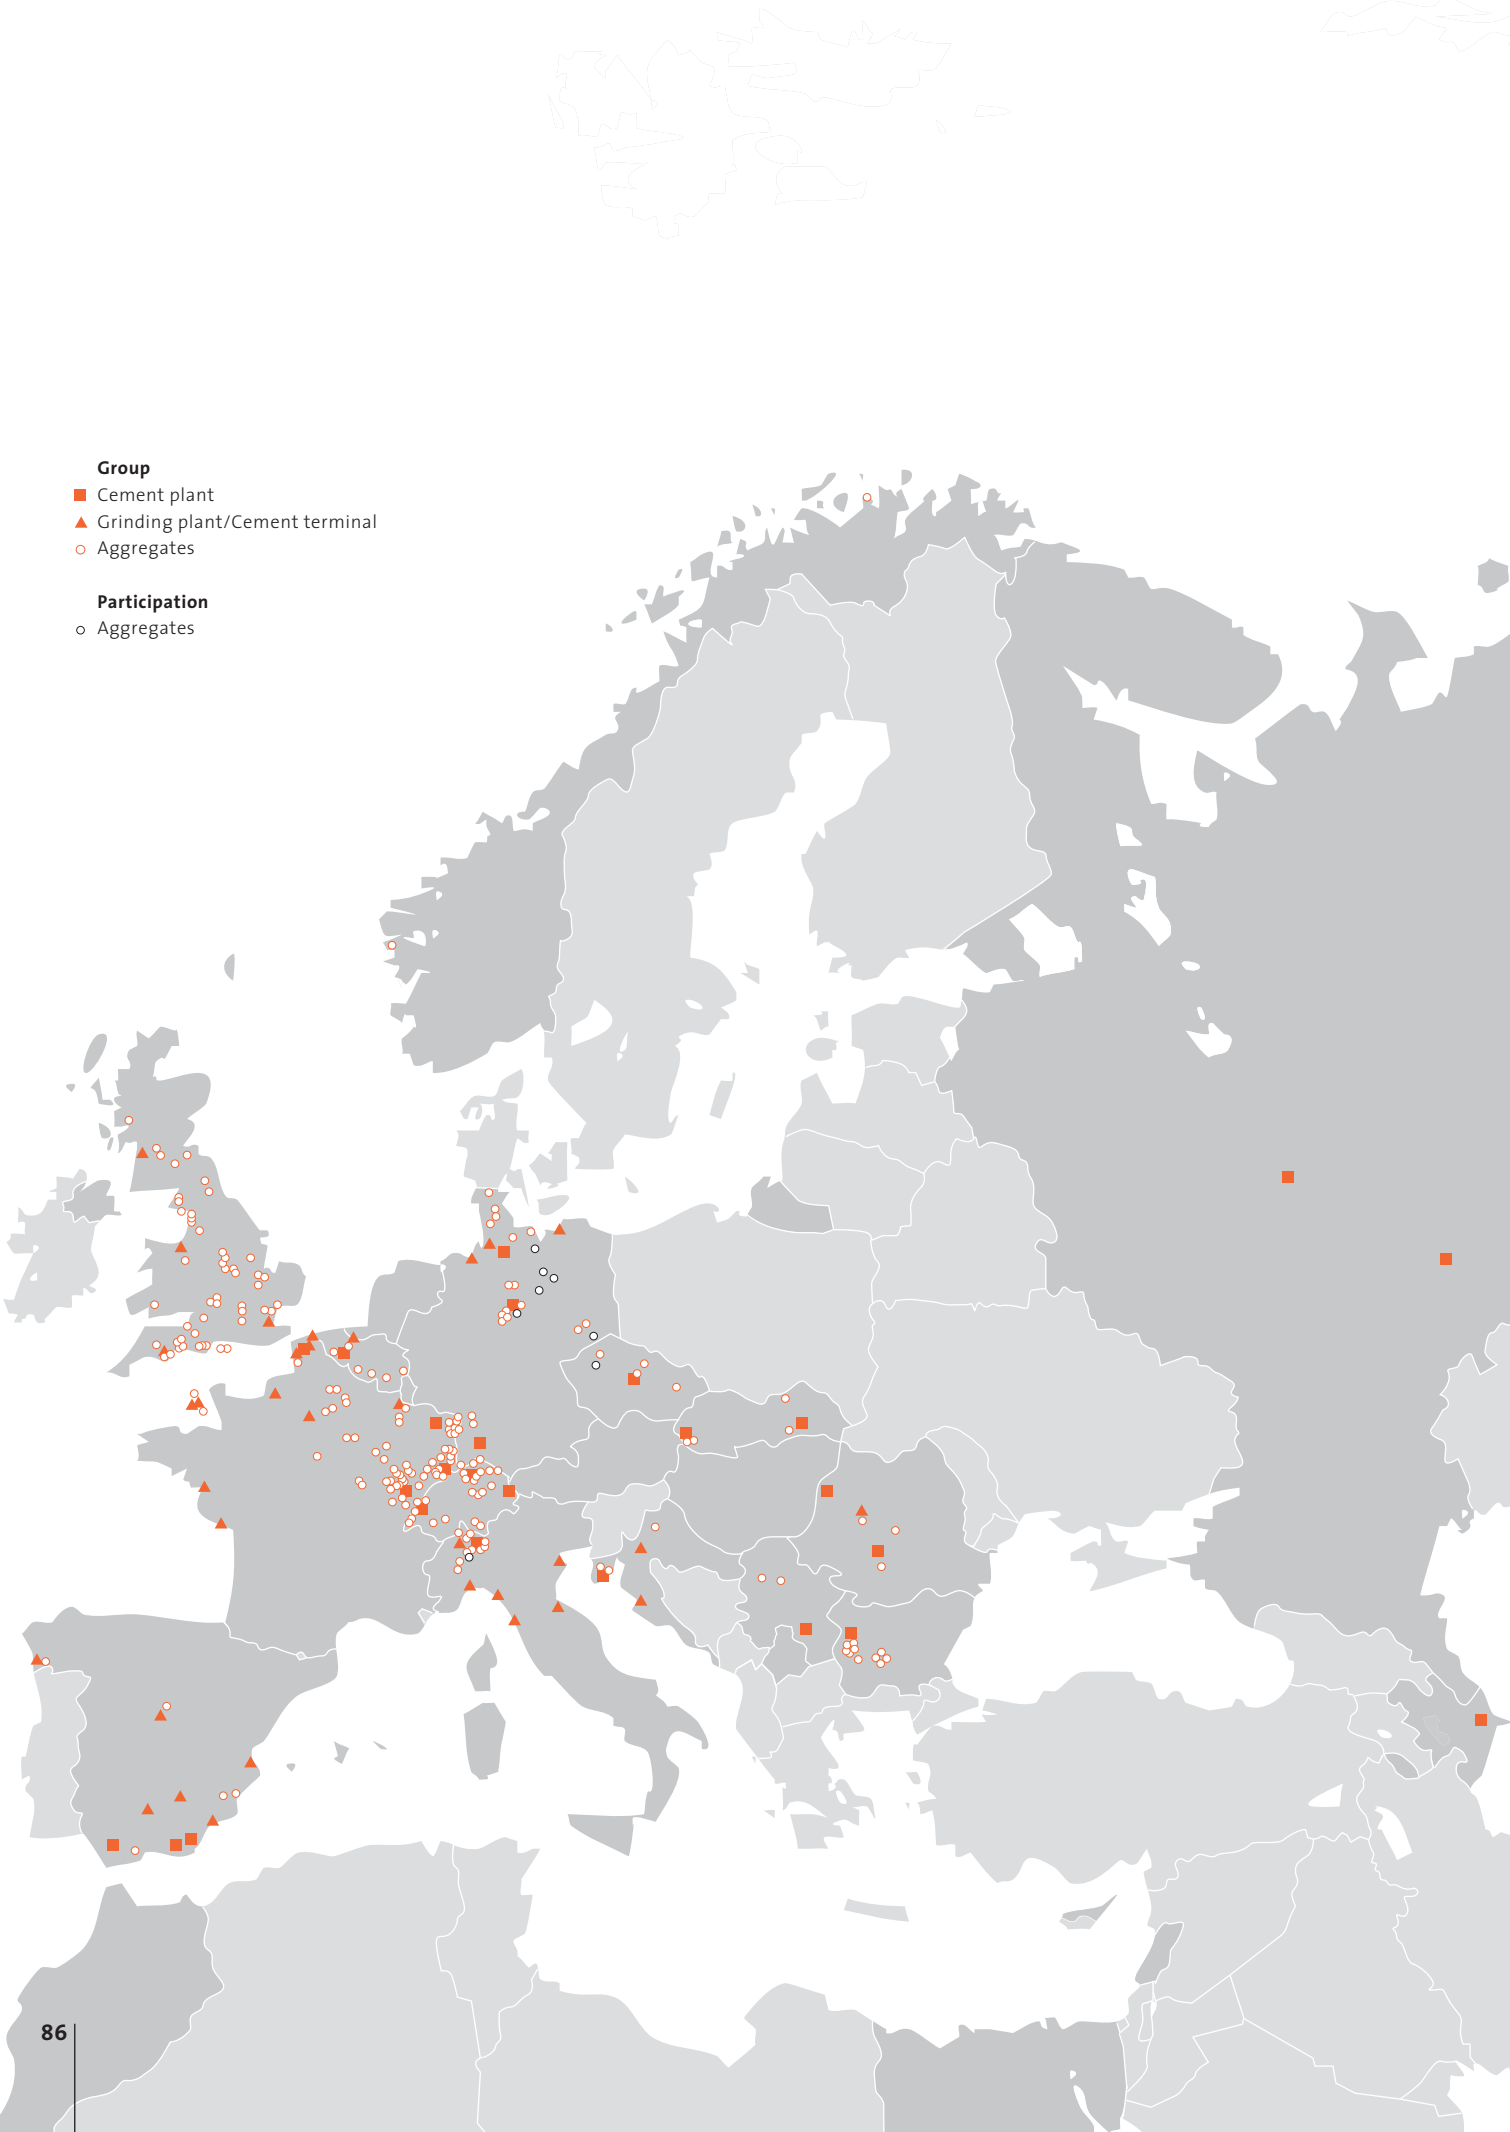 Group
Cement plant
Grinding plant/Cement terminal
Aggregates
Participation
Aggregates
86